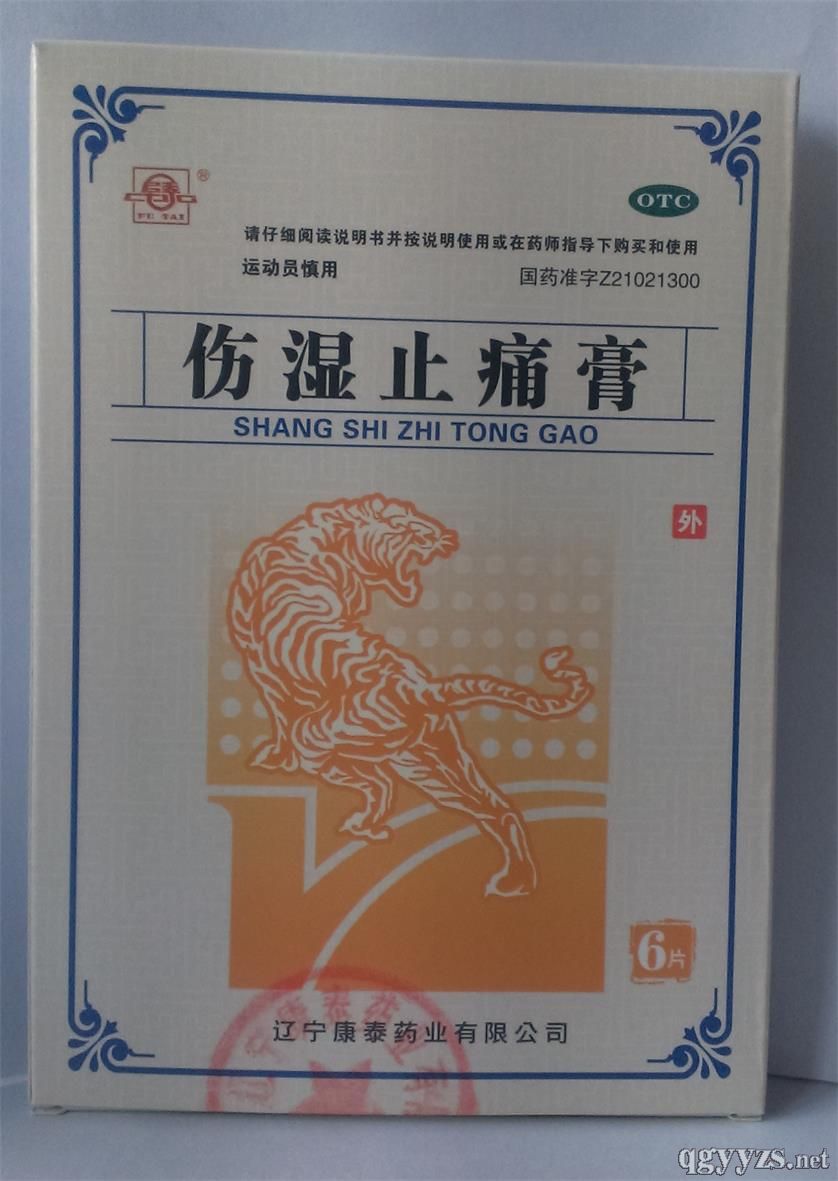 ®
FE TAI
OTC
请仔细阅读说明书并按说明使用或在药师指导下购买和使用
运动员慎用
国药准字Z21021300
伤湿止痛膏
SHANG SHI ZHI TONG GAO
外
6片
辽宁康泰药业有限公司
qgyyzs.net